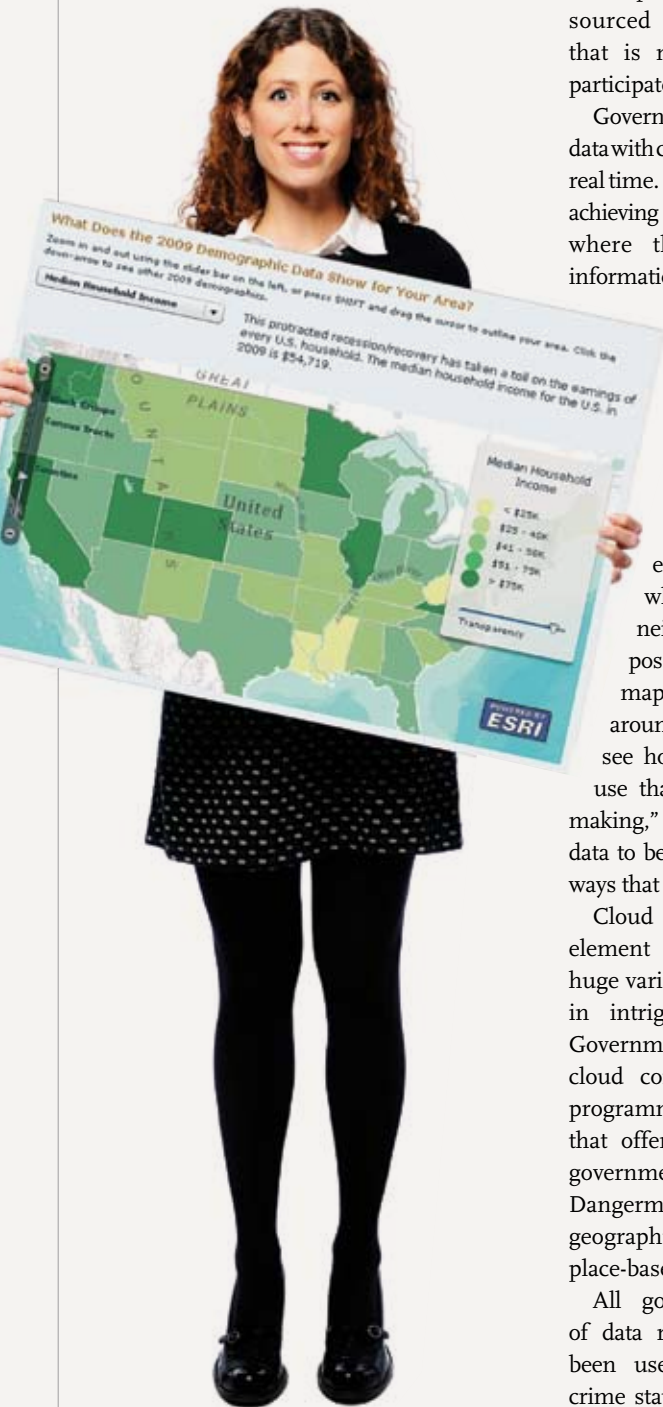 What Does the 2009 Demographic Data Show for Your Area?
Zoom in and out using the slider bar on the left, or press SHIFT and drag the cursor to outline your area. Click the
down-arrow to see other 2009 demographics.
Median Household Income
This protracted recession/recovery has taken a toll on the earnings of
every U.S. household. The median household income for the U.S. in
2009 is $54,719.
GREAT
PLAINS
Block Groups
Census Tracts
Counties
United
States
Ohio River
Median Household
Income
< $25K
$25 - 40K
$41 - 50K
$51 - 75K
> $75K
Transparency
POWERED BY
ESRI
sourced
that is
participate
Govern
data with
real time.
achieving
where
informatio
see
use tha
making,”
data to be
ways that
Cloud
element
huge vari
in intrig
Governm
cloud co
programm
that offer
governme
Dangerm
geograph
place-base
All go
of data
been use
crime sta